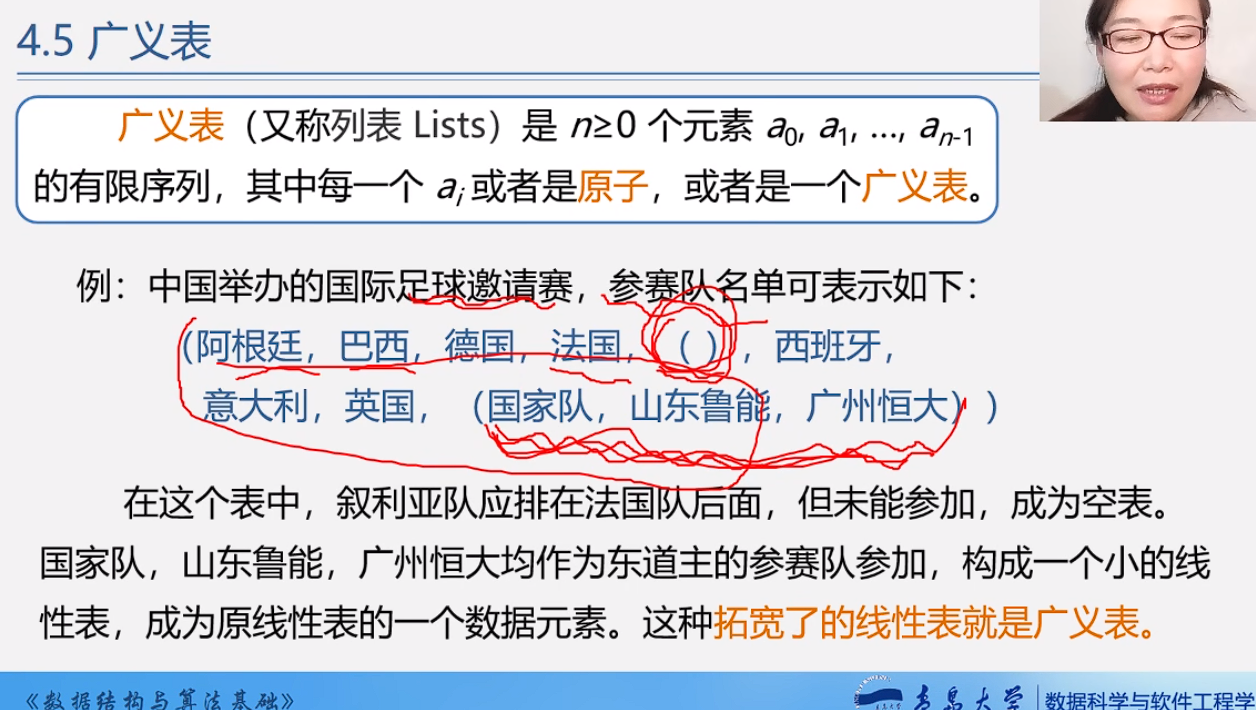 4.5 广义表
广义表（又称列表 Lists）是 n≥0 个元素 a0, a1, …, an-1
的有限序列，其中每一个 ai 或者是原子，或者是一个广义表。
例：中国举办的国际足球邀请赛，参赛队名单可表示如下：
（阿根廷，巴西，德国，法国，（ ），西班牙，
意大利，英国，（国家队，山东鲁能，广州恒大））
在这个表中，叙利亚队应排在法国队后面，但未能参加，成为空表。
国家队，山东鲁能，广州恒大均作为东道主的参赛队参加，构成一个小的线
性表，成为原线性表的一个数据元素。这种拓宽了的线性表就是广义表。
《数据结构与算法基础》
青岛大学 数据科学与软件工程学